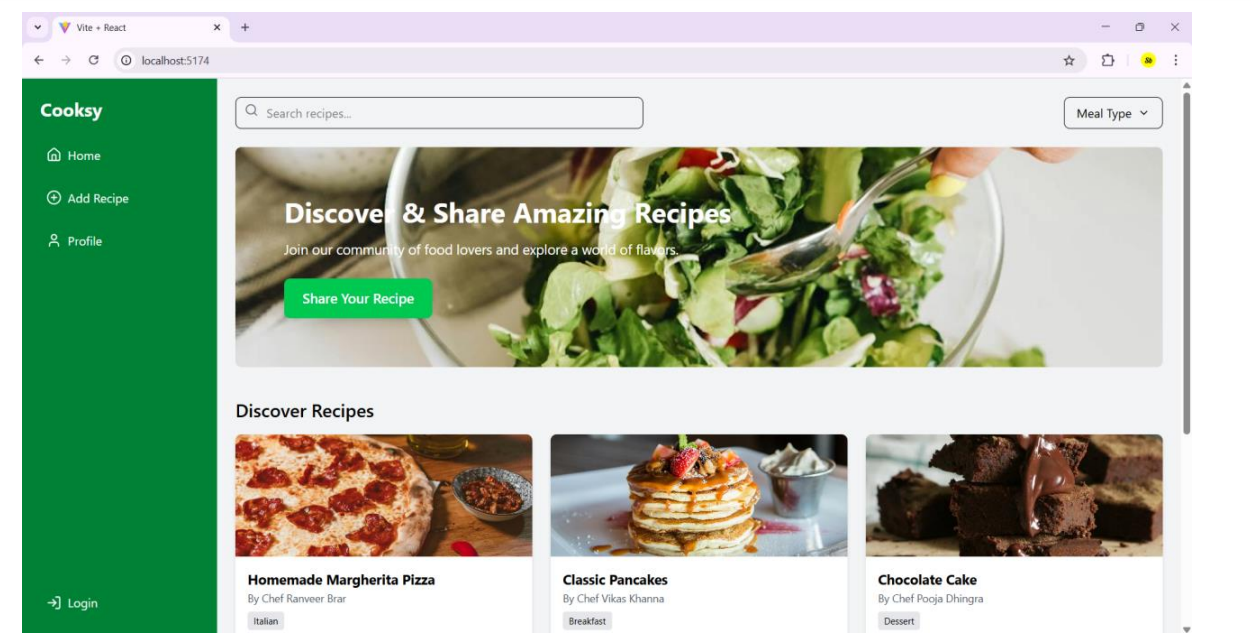 Vite + React
localhost:5174
Cooksy
Home
Add Recipe
Profile
Login
Search recipes...
Meal Type
Discover & Share Amazing Recipes
Join our community of food lovers and explore a world of flavors.
Share Your Recipe
Discover Recipes
Homemade Margherita Pizza
By Chef Ranveer Brar
Italian
Classic Pancakes
By Chef Vikas Khanna
Breakfast
Chocolate Cake
By Chef Pooja Dhingra
Dessert